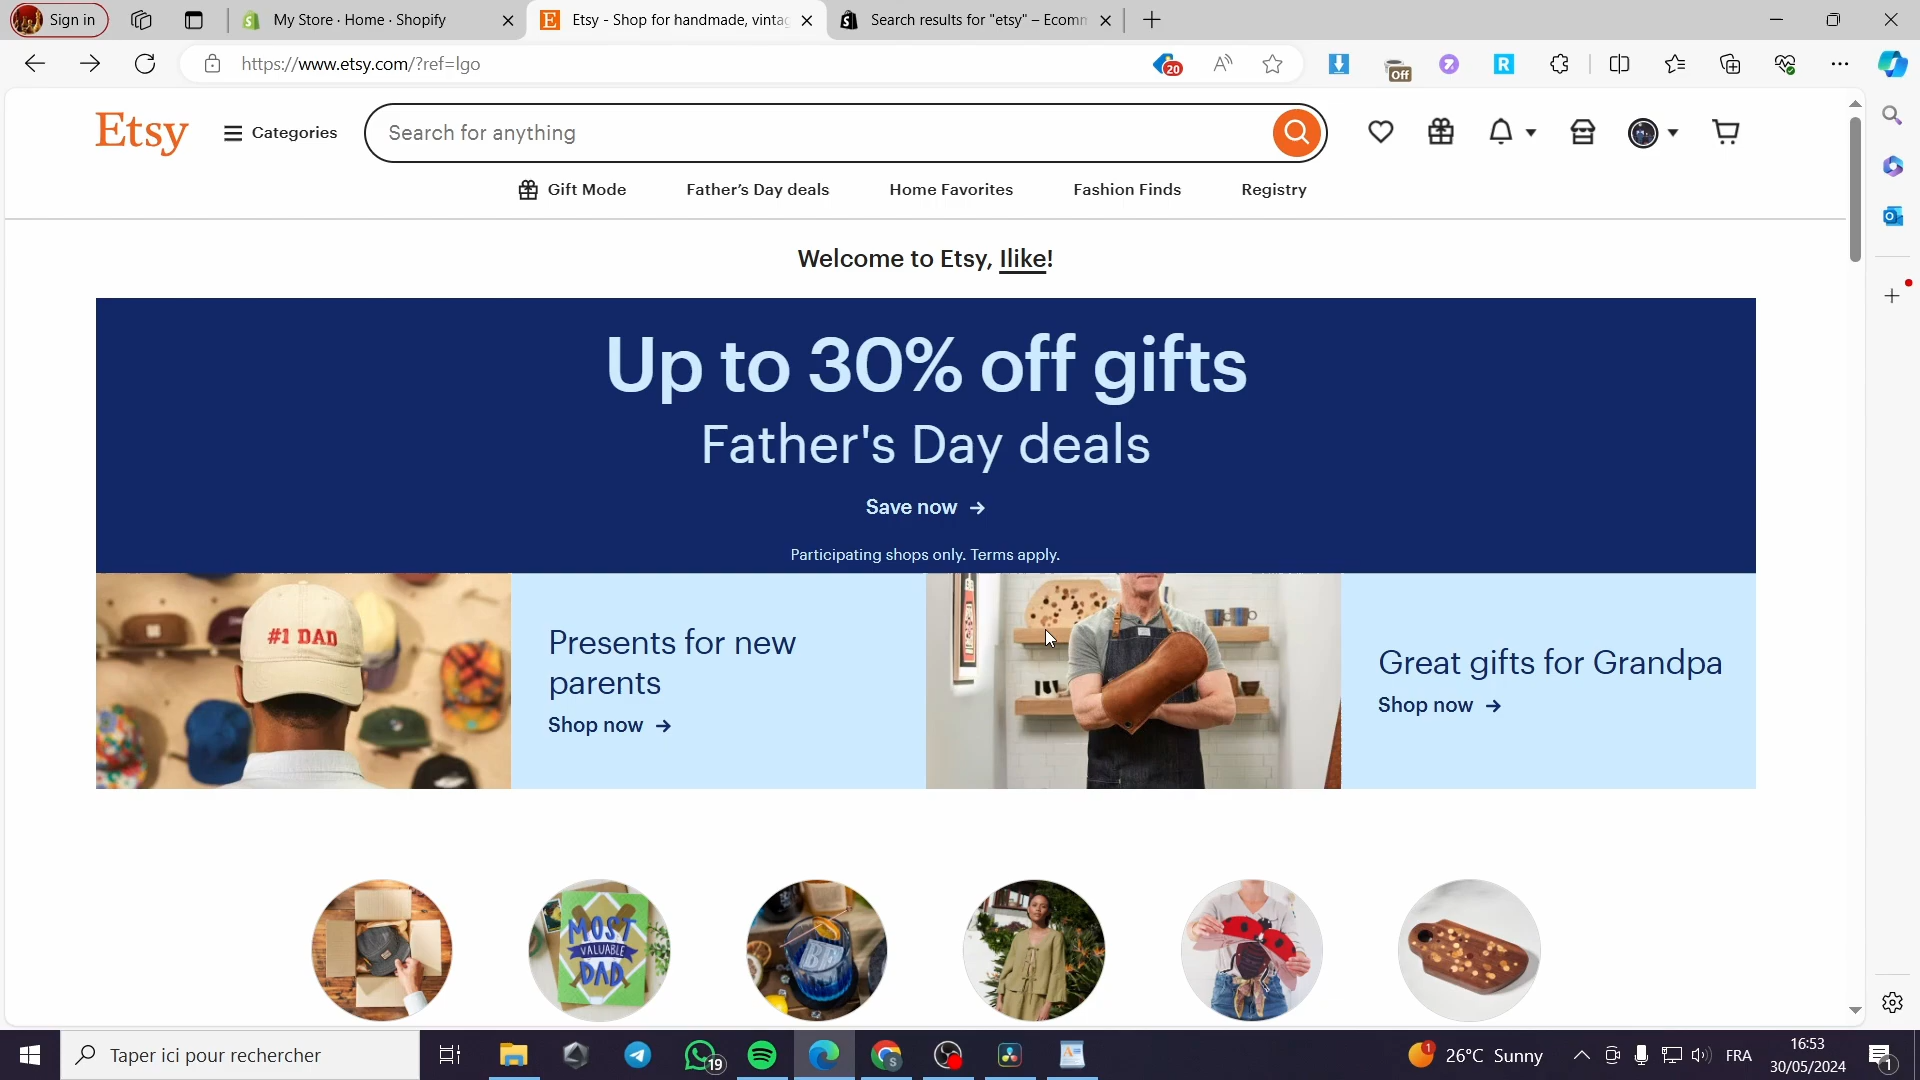 Sign in
My Store · Home · Shopify
Etsy - Shop for handmade, vintag
Search results for "etsy" – Ecomm
https://www.etsy.com/?ref=lgo
20
Off
Etsy
Categories
Search for anything
Gift Mode
Father's Day deals
Home Favorites
Fashion Finds
Registry
Welcome to Etsy, Ilike!
Up to 30% off gifts
Father's Day deals
Save now →
Participating shops only. Terms apply.
#1 DAD
Presents for new
parents
Shop now →
Great gifts for Grandpa
Shop now →
MOST
VALUABLE
DAD
Taper ici pour rechercher
19
26°C Sunny
FRA
16:53
30/05/2024
1